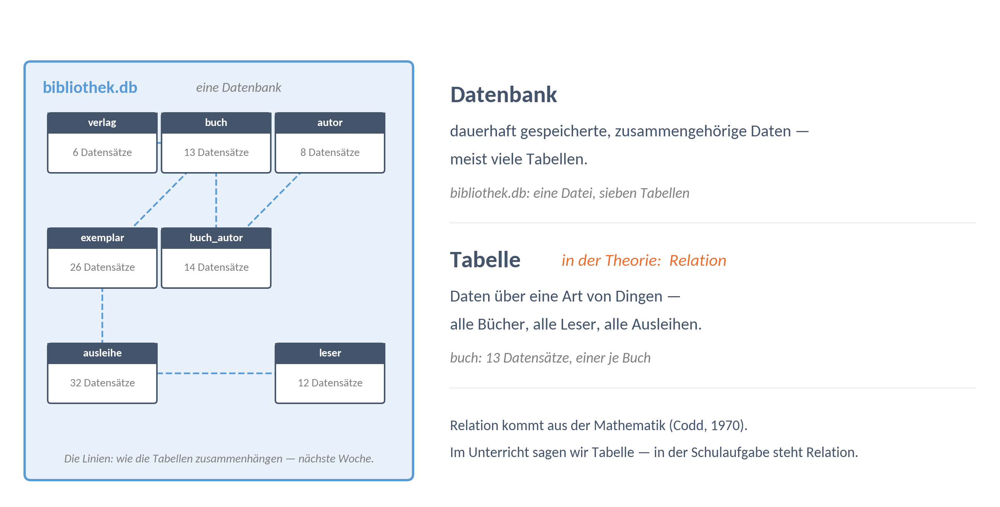 bibliothek.db eine Datenbank
verlag buch autor
6 Datensätze 13 Datensätze 8 Datensätze
exemplar buch_autor
26 Datensätze 14 Datensätze
ausleihe leser
32 Datensätze 12 Datensätze
Die Linien: wie die Tabellen zusammenhängen — nächste Woche.
Datenbank
dauerhaft gespeicherte, zusammengehörige Daten —
meist viele Tabellen.
bibliothek.db: eine Datei, sieben Tabellen
Tabelle in der Theorie: Relation
Daten über eine Art von Dingen —
alle Bücher, alle Leser, alle Ausleihen.
buch: 13 Datensätze, einer je Buch
Relation kommt aus der Mathematik (Codd, 1970).
Im Unterricht sagen wir Tabelle — in der Schulaufgabe steht Relation.